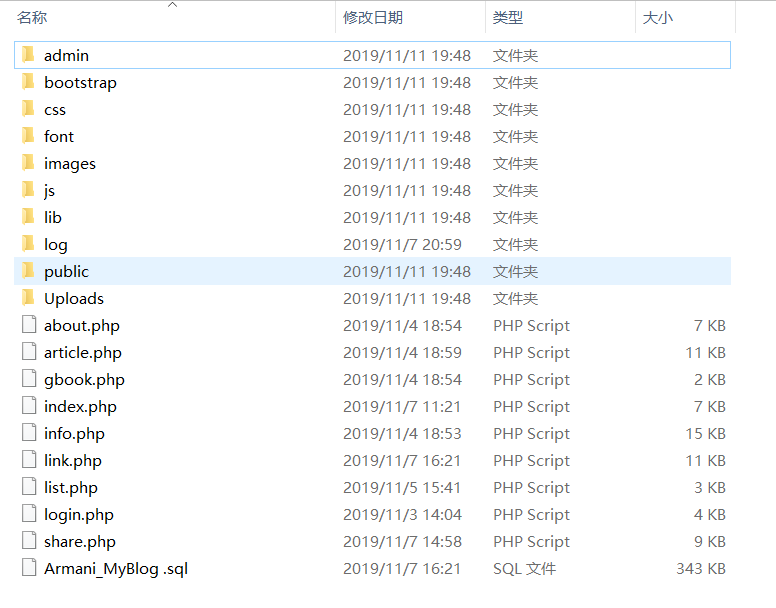 名称 修改日期 类型 大小
admin 2019/11/11 19:48 文件夹
bootstrap 2019/11/11 19:48 文件夹
css 2019/11/11 19:48 文件夹
font 2019/11/11 19:48 文件夹
images 2019/11/11 19:48 文件夹
js 2019/11/11 19:48 文件夹
lib 2019/11/11 19:48 文件夹
log 2019/11/7 20:59 文件夹
public 2019/11/11 19:48 文件夹
Uploads 2019/11/11 19:48 文件夹
about.php 2019/11/4 18:54 PHP Script 7 KB
article.php 2019/11/4 18:59 PHP Script 11 KB
gbook.php 2019/11/4 18:54 PHP Script 2 KB
index.php 2019/11/7 11:21 PHP Script 7 KB
info.php 2019/11/4 18:53 PHP Script 15 KB
link.php 2019/11/7 16:21 PHP Script 11 KB
list.php 2019/11/5 15:41 PHP Script 3 KB
login.php 2019/11/3 14:04 PHP Script 4 KB
share.php 2019/11/7 14:58 PHP Script 9 KB
Armani_MyBlog .sql 2019/11/7 16:21 SQL 文件 343 KB